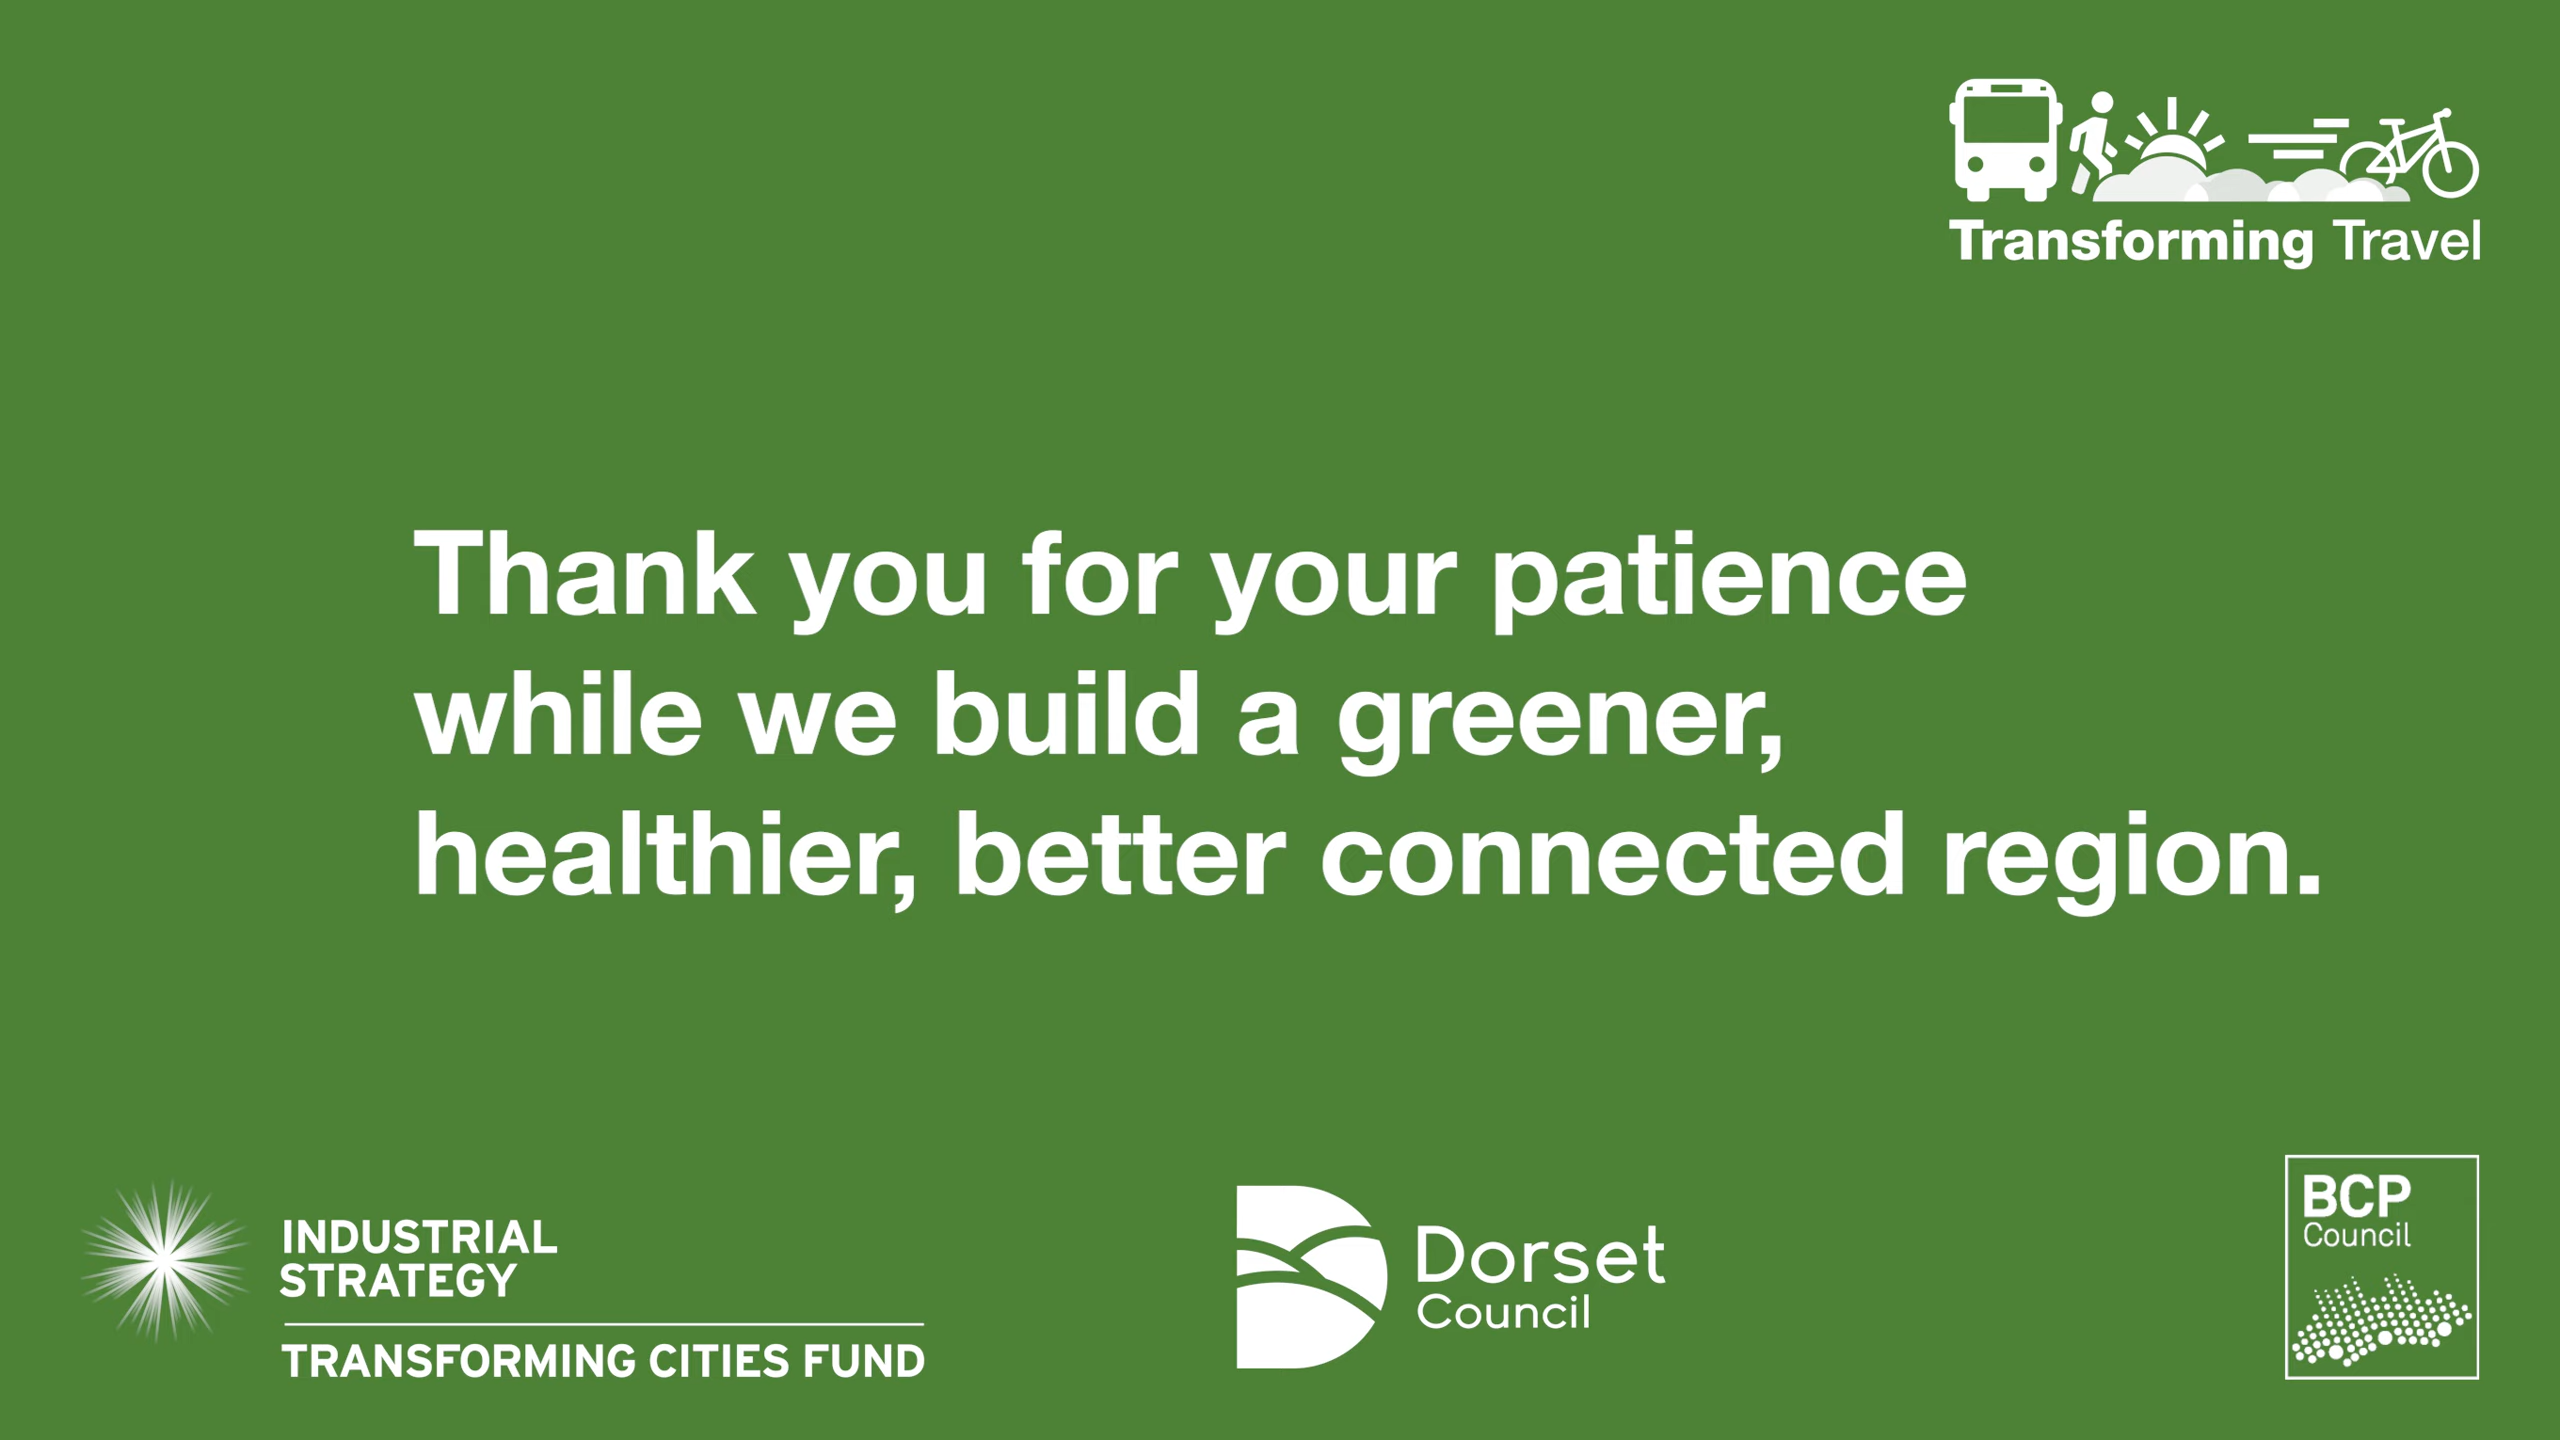 Transforming Travel
Thank you for your patience
while we build a greener,
healthier, better connected region.
INDUSTRIAL
STRATEGY
TRANSFORMING CITIES FUND
Dorset
Council
BCP
Council